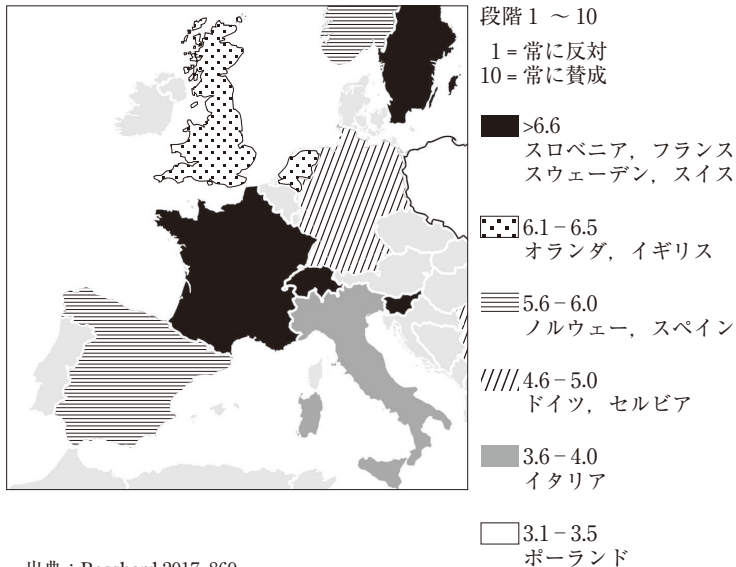 段階 1 ～ 10
1 = 常に反対
10 = 常に賛成
>6.6
スロベニア，フランス
スウェーデン，スイス
6.1－6.5
オランダ，イギリス
5.6－6.0
ノルウェー，スペイン
4.6－5.0
ドイツ，セルビア
3.6－4.0
イタリア
3.1－3.5
ポーランド